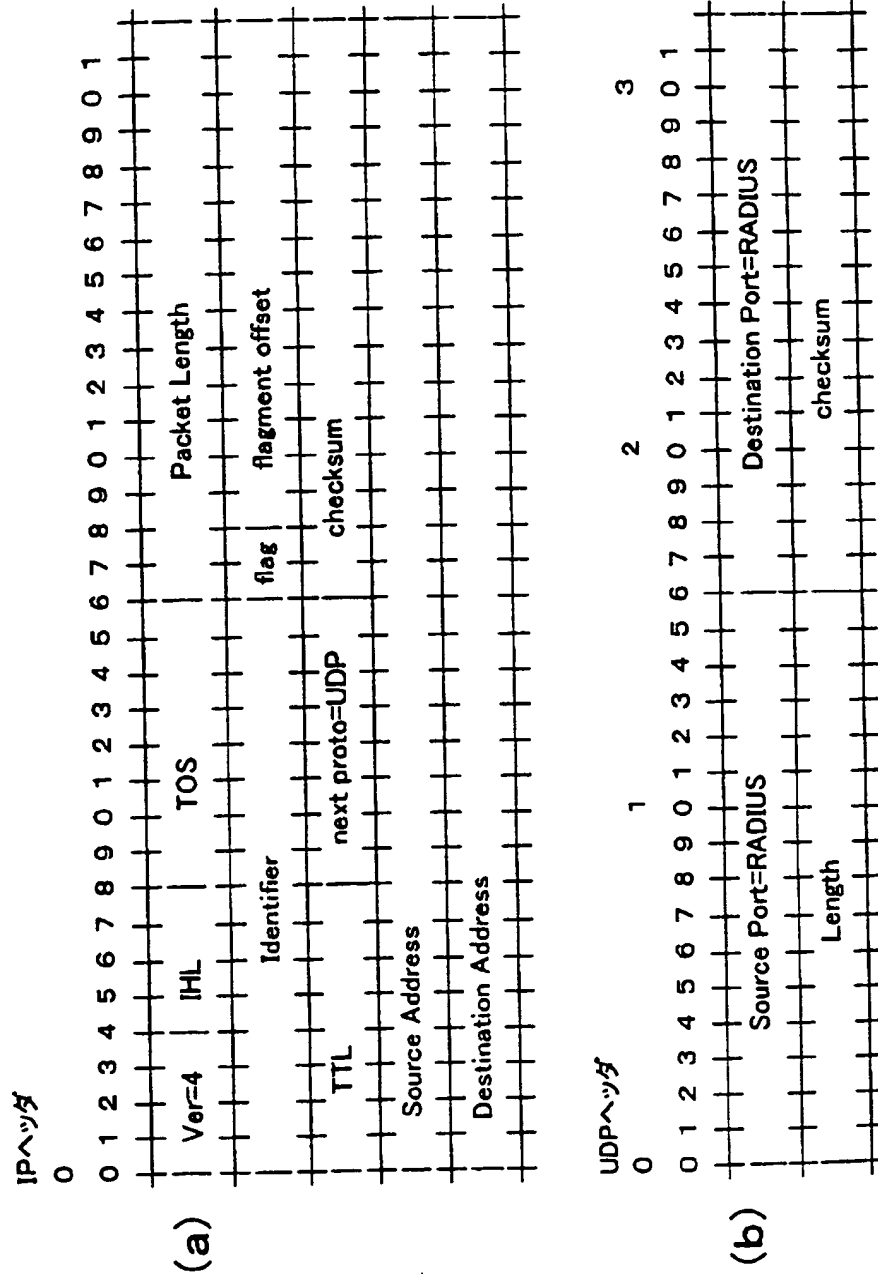 IPヘッダ
0
0 1 2 3 4 5 6 7 8 9 0 1 2 3 4 5 6 7 8 9 0 1 2 3 4 5 6 7 8 9 0 1
(a)
Ver=4 IHL TOS Packet Length
Identifier flag flagment offset
TTL next proto=UDP checksum
Source Address
Destination Address
UDPヘッダ
0 1 2 3
0 1 2 3 4 5 6 7 8 9 0 1 2 3 4 5 6 7 8 9 0 1 2 3 4 5 6 7 8 9 0 1
(b)
Source Port=RADIUS Destination Port=RADIUS
Length checksum